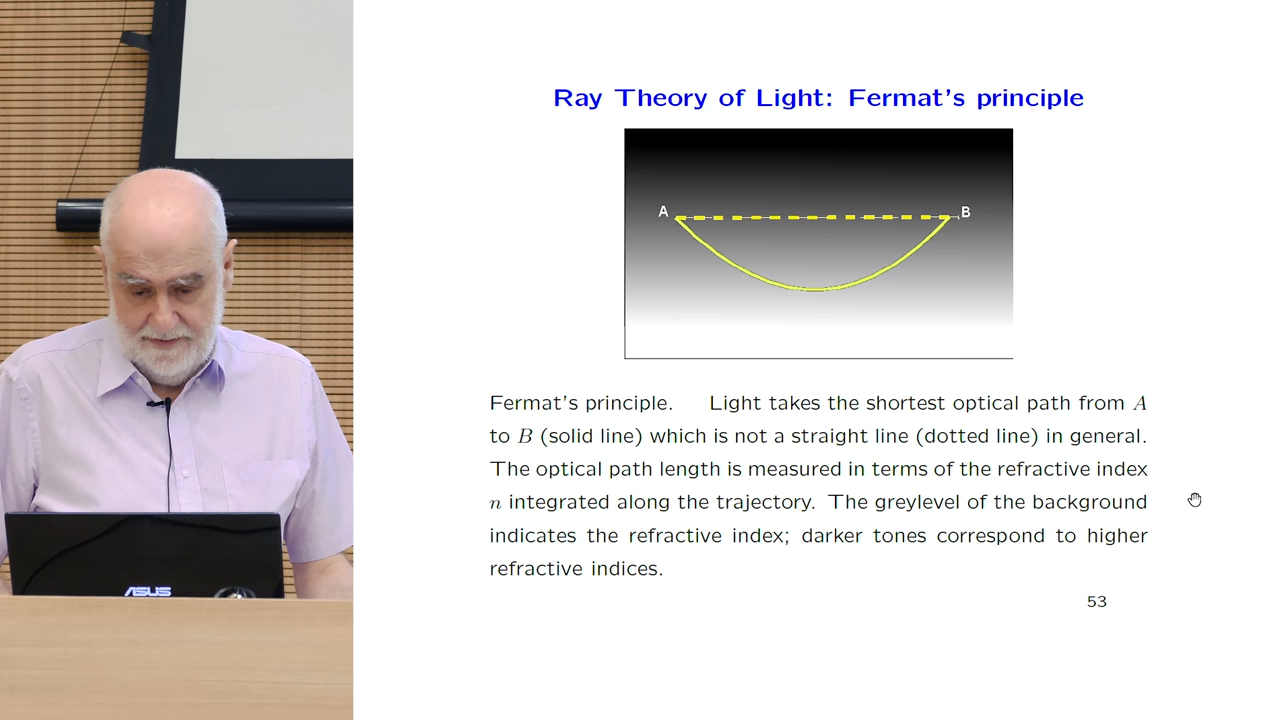 Ray Theory of Light: Fermat's principle
A
B
Fermat's principle. Light takes the shortest optical path from A
to B (solid line) which is not a straight line (dotted line) in general.
The optical path length is measured in terms of the refractive index
n integrated along the trajectory. The greylevel of the background
indicates the refractive index; darker tones correspond to higher
refractive indices.
53
ASUS